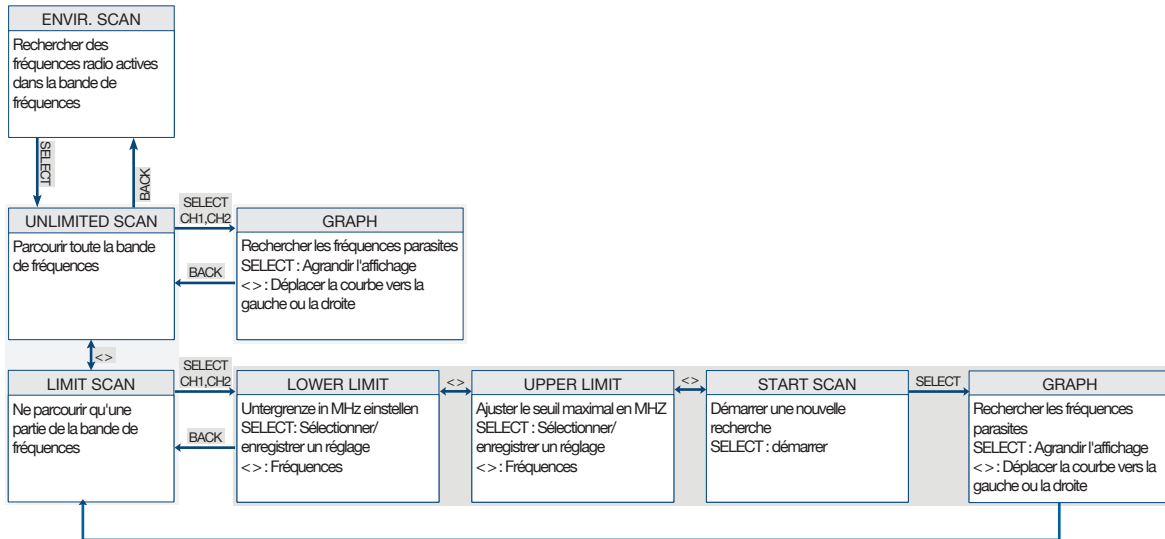 ENVIR. SCAN
Rechercher des
fréquences radio actives
dans la bande de
fréquences
SELECT
BACK
UNLIMITED SCAN
Parcourir toute la bande
de fréquences
SELECT
CH1,CH2
BACK
GRAPH
Rechercher les fréquences parasites
SELECT : Agrandir l'affichage
<> : Déplacer la courbe vers la
gauche ou la droite
<>
LIMIT SCAN
Ne parcourir qu'une
partie de la bande de
fréquences
SELECT
CH1,CH2
BACK
LOWER LIMIT
Untergrenze in MHz einstellen
SELECT: Sélectionner/
enregistrer un réglage
<> : Fréquences
<>
UPPER LIMIT
Ajuster le seuil maximal en MHZ
SELECT : Sélectionner/
enregistrer un réglage
<> : Fréquences
<>
START SCAN
Démarrer une nouvelle
recherche
SELECT : démarrer
SELECT
GRAPH
Rechercher les fréquences
parasites
SELECT : Agrandir l'affichage
<> : Déplacer la courbe vers la
gauche ou la droite